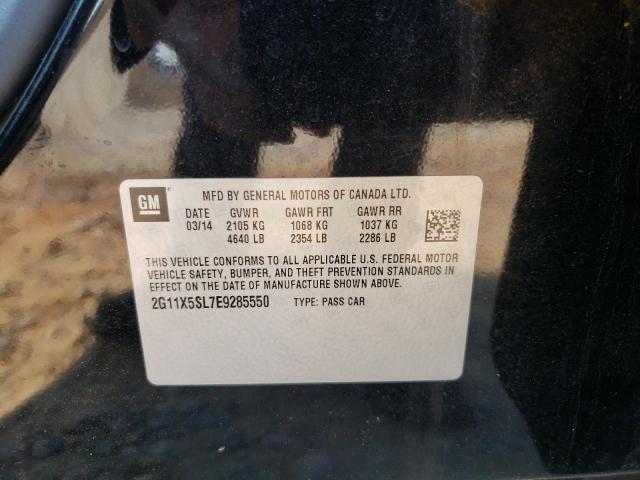 GM
MFD BY GENERAL MOTORS OF CANADA LTD.
DATE GVWR GAWR FRT GAWR RR
03/14 2105 KG 1068 KG 1037 KG
4640 LB 2354 LB 2286 LB
THIS VEHICLE CONFORMS TO ALL APPLICABLE U.S. FEDERAL MOTOR
VEHICLE SAFETY, BUMPER, AND THEFT PREVENTION STANDARDS IN
EFFECT ON THE DATE OF MANUFACTURE SHOWN ABOVE.
2G11X5SL7E9285550 TYPE: PASS CAR